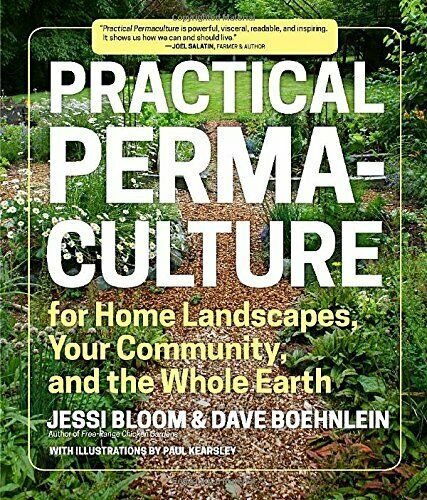 "Practical Permaculture is powerful, visceral, readable, and inspiring.
It shows us how we can and should live."
—JOEL SALATIN, FARMER & AUTHOR
PRACTICAL
PERMA-
CULTURE
for Home Landscapes,
Your Community,
and the Whole Earth
JESSI BLOOM & DAVE BOEHNLEIN
Author of Free-Range Chicken Gardens
WITH ILLUSTRATIONS BY PAUL KEARSLEY